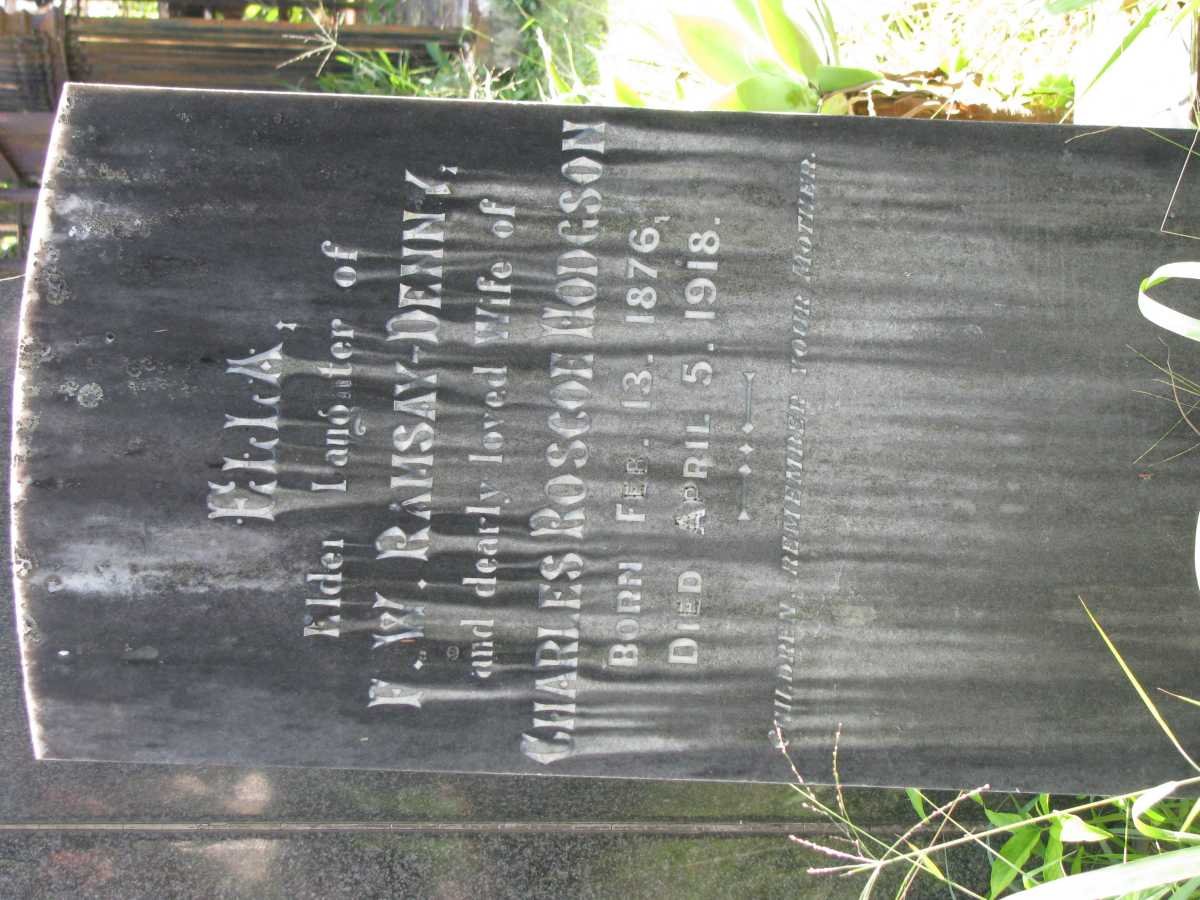 ELLA,
Elder Daughter of
F. W. RAMSAY-DENNY,
and dearly loved Wife of
CHARLES ROSCOE HODGSON
BORN FEB. 13. 1876,
DIED APRIL 5. 1918.
CHILDREN, REMEMBER YOUR MOTHER.